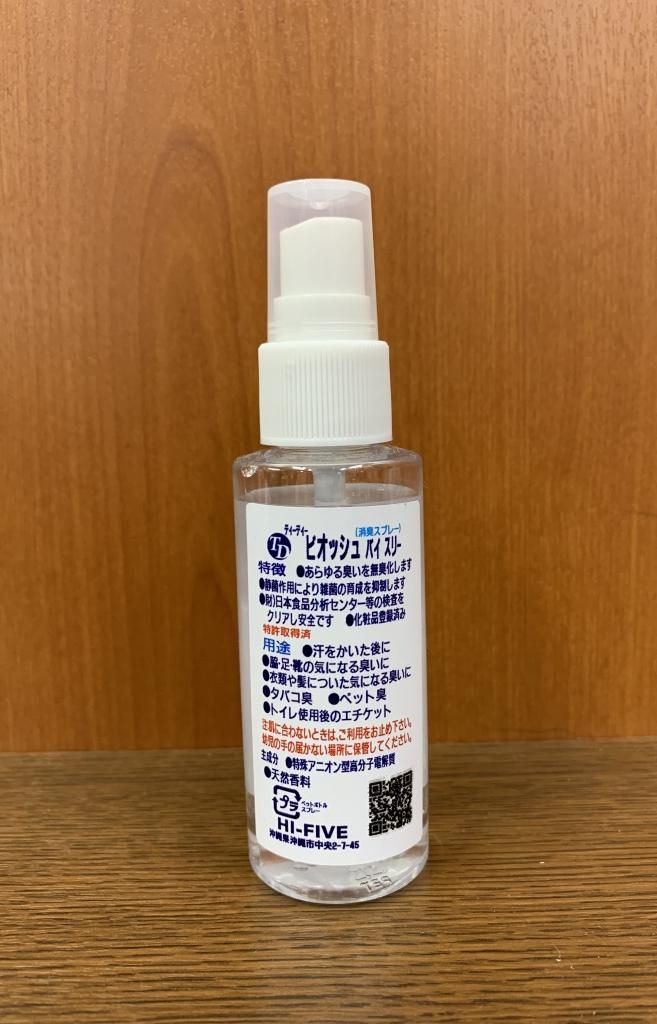 (消臭スプレー)
ティーティー
TD ピオッシュ バイ スリー
特徴 ●あらゆる臭いを無臭化します
●静菌作用により雑菌の育成を抑制します
●財)日本食品分析センター等の検査を
クリアし安全です ●化粧品登録済み
特許取得済
用途 ●汗をかいた後に
●脇・足・靴の気になる臭いに
●衣類や髪についた気になる臭いに
●タバコ臭 ●ペット臭
●トイレ使用後のエチケット
注肌に合わないときは、ご利用をお止め下さい。
幼児の手の届かない場所に保管してください。
主成分 ●特殊アニオン型高分子電解質
●天然香料
プラ ペットボトル
スプレー
HI-FIVE
沖縄県沖縄市中央2-7-45